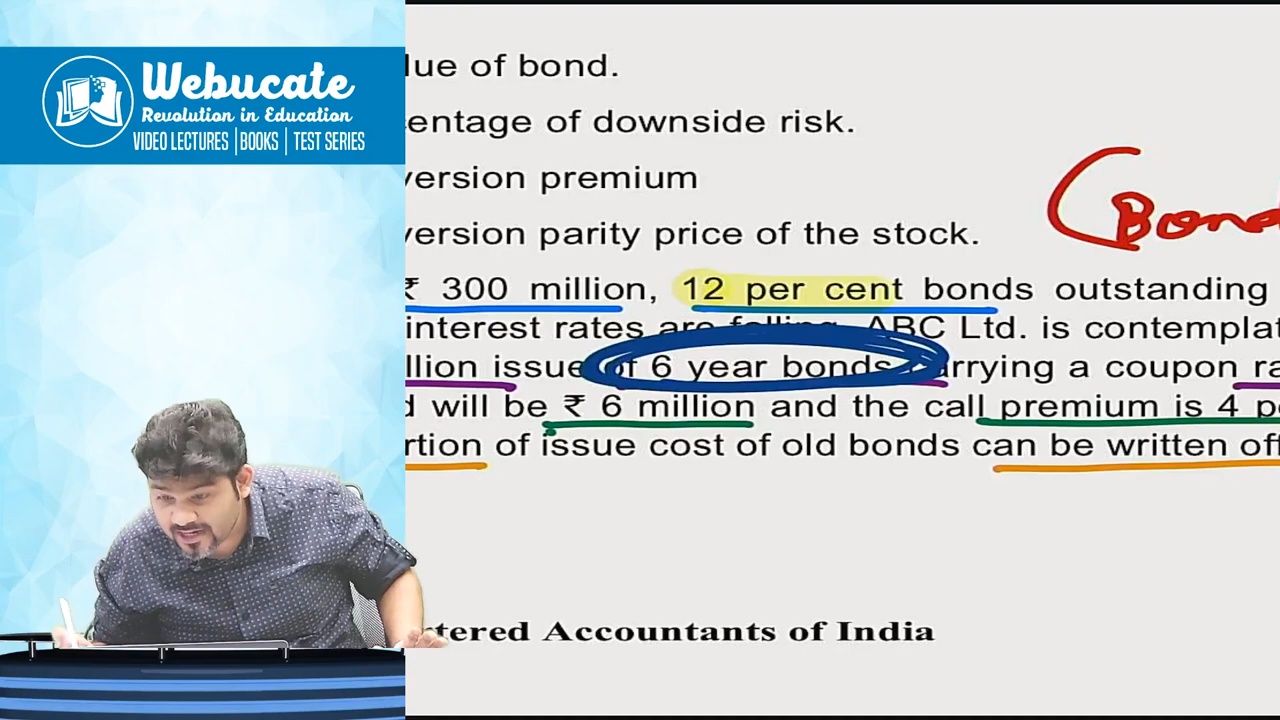 Webucate
Revolution in Education
VIDEO LECTURES | BOOKS | TEST SERIES
lue of bond.
entage of downside risk.
version premium
version parity price of the stock.
(Bond
₹ 300 million, 12 per cent bonds outstanding
interest rates are falling, ABC Ltd. is contemplat
llion issue of 6 year bonds carrying a coupon ra
d will be ₹ 6 million and the call premium is 4 pe
rtion of issue cost of old bonds can be written off
rtered Accountants of India